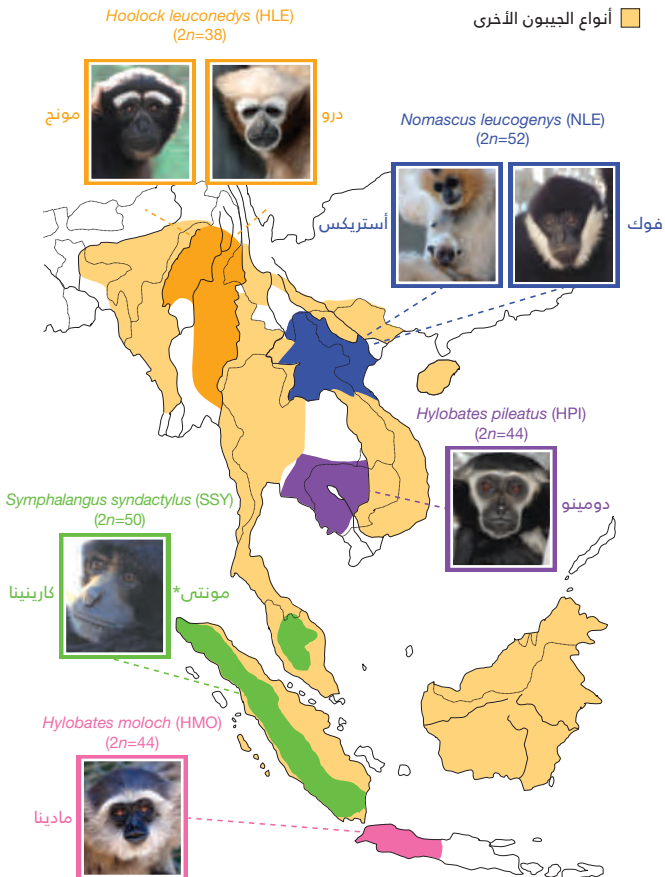 أنواع الجيبون الأخرى
Hoolock leuconedys (HLE)
(2n=38)
مونج
درو
Nomascus leucogenys (NLE)
(2n=52)
أستريكس
فوك
Hylobates pileatus (HPI)
(2n=44)
دومينو
Symphalangus syndactylus (SSY)
(2n=50)
مونتى*
كارينينا
Hylobates moloch (HMO)
(2n=44)
مادينا